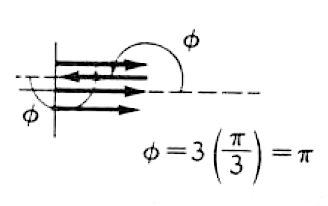 ϕ
ϕ
ϕ = 3 (π/3) = π